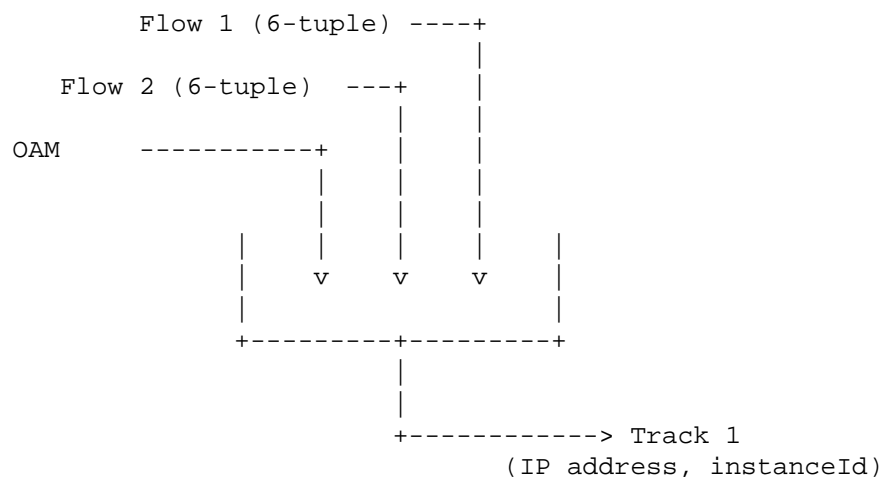 Flow 1 (6-tuple) ----+
|
Flow 2 (6-tuple) ---+ |
| |
OAM -----------+ | |
| | |
| | |
| | | | |
| v v v |
| |
+---------+---------+
|
|
+------------> Track 1
(IP address, instanceId)